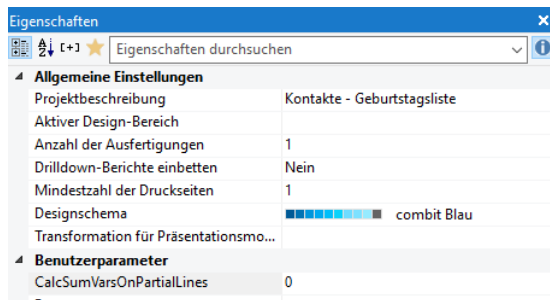 Eigenschaften
Eigenschaften durchsuchen
Allgemeine Einstellungen
Projektbeschreibung Kontakte - Geburtstagsliste
Aktiver Design-Bereich
Anzahl der Ausfertigungen 1
Drilldown-Berichte einbetten Nein
Mindestzahl der Druckseiten 1
Designschema combit Blau
Transformation für Präsentationsmo...
Benutzerparameter
CalcSumVarsOnPartialLines 0